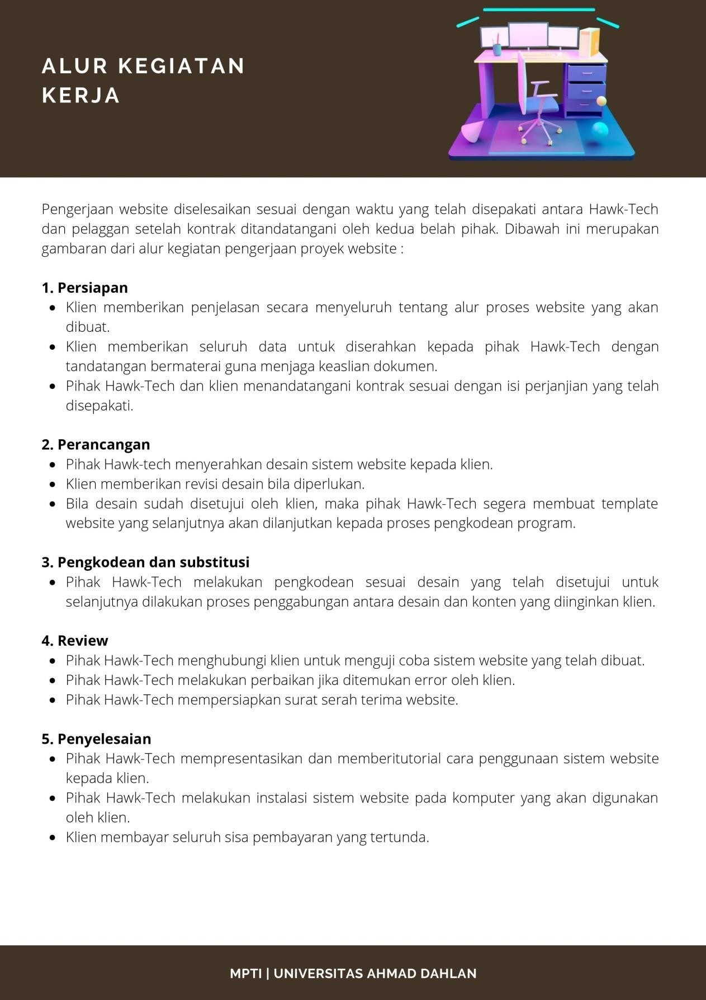 ALUR KEGIATAN
KERJA
Pengerjaan website diselesaikan sesuai dengan waktu yang telah disepakati antara Hawk-Tech
dan pelaggan setelah kontrak ditandatangani oleh kedua belah pihak. Dibawah ini merupakan
gambaran dari alur kegiatan pengerjaan proyek website :
1. Persiapan
• Klien memberikan penjelasan secara menyeluruh tentang alur proses website yang akan
dibuat.
• Klien memberikan seluruh data untuk diserahkan kepada pihak Hawk-Tech dengan
tandatangan bermaterai guna menjaga keaslian dokumen.
• Pihak Hawk-Tech dan klien menandatangani kontrak sesuai dengan isi perjanjian yang telah
disepakati.
2. Perancangan
• Pihak Hawk-tech menyerahkan desain sistem website kepada klien.
• Klien memberikan revisi desain bila diperlukan.
• Bila desain sudah disetujui oleh klien, maka pihak Hawk-Tech segera membuat template
website yang selanjutnya akan dilanjutkan kepada proses pengkodean program.
3. Pengkodean dan substitusi
• Pihak Hawk-Tech melakukan pengkodean sesuai desain yang telah disetujui untuk
selanjutnya dilakukan proses penggabungan antara desain dan konten yang diinginkan klien.
4. Review
• Pihak Hawk-Tech menghubungi klien untuk menguji coba sistem website yang telah dibuat.
• Pihak Hawk-Tech melakukan perbaikan jika ditemukan error oleh klien.
• Pihak Hawk-Tech mempersiapkan surat serah terima website.
5. Penyelesaian
• Pihak Hawk-Tech mempresentasikan dan memberitutorial cara penggunaan sistem website
kepada klien.
• Pihak Hawk-Tech melakukan instalasi sistem website pada komputer yang akan digunakan
oleh klien.
• Klien membayar seluruh sisa pembayaran yang tertunda.
MPTI | UNIVERSITAS AHMAD DAHLAN